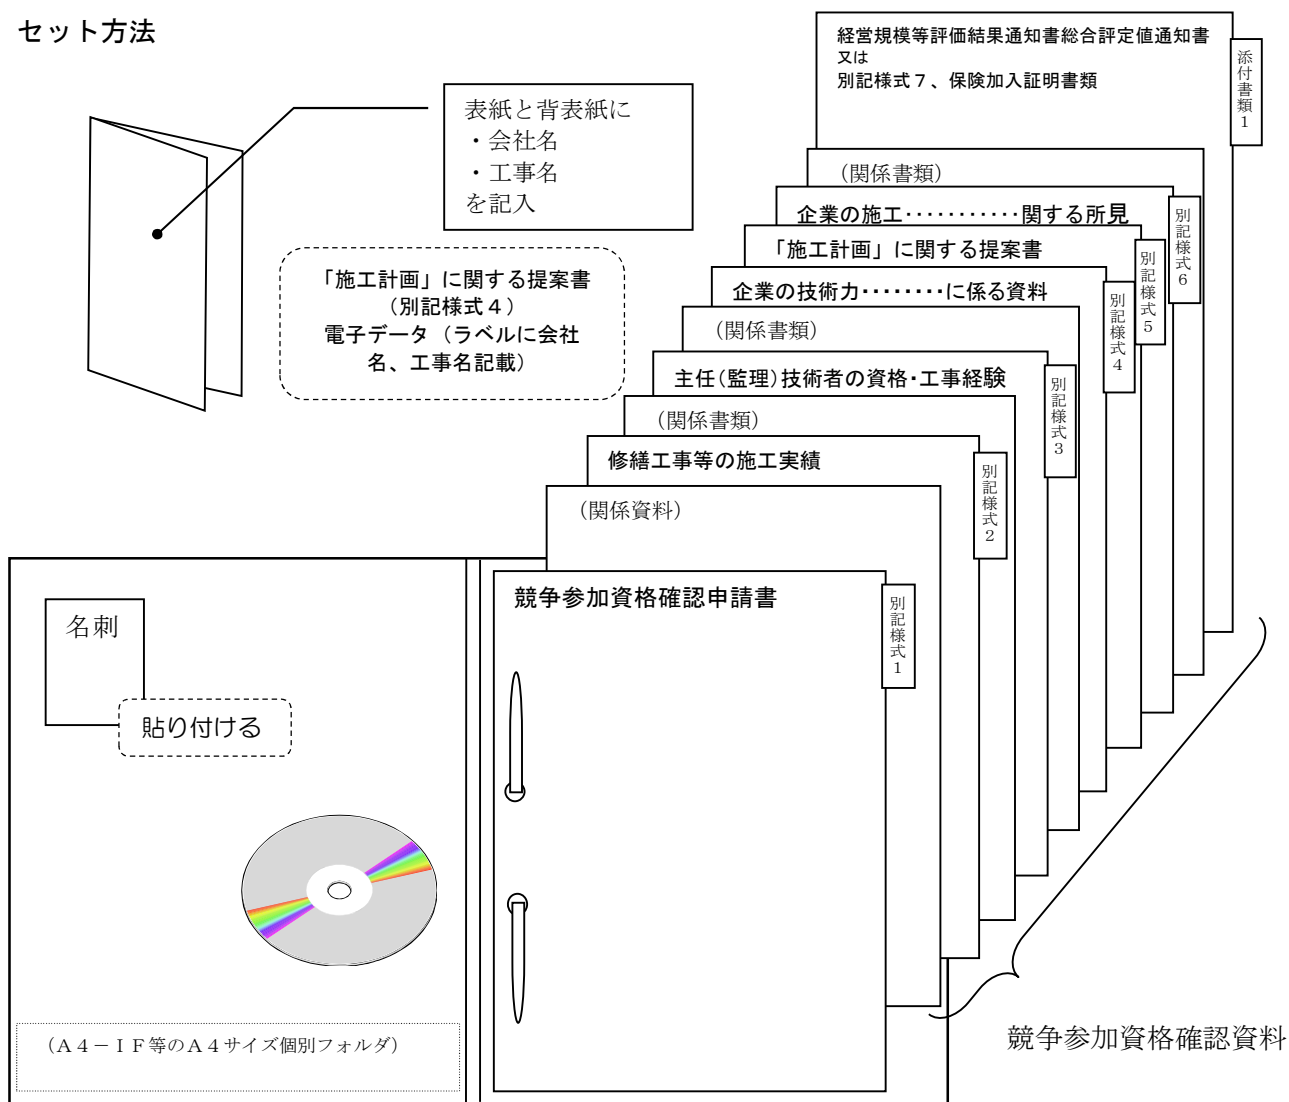 セット方法
経営規模等評価結果通知書総合評定値通知書
又は
別記様式７、保険加入証明書類
添付書類１
表紙と背表紙に
・会社名
・工事名
を記入
（関係書類）
企業の施工‥‥‥‥‥‥関する所見
別記様式６
「施工計画」に関する提案書
別記様式５
企業の技術力‥‥‥‥に係る資料
別記様式４
「施工計画」に関する提案書
（別記様式４）
電子データ（ラベルに会社
名、工事名記載）
（関係書類）
主任（監理）技術者の資格・工事経験
別記様式３
（関係書類）
修繕工事等の施工実績
別記様式２
（関係資料）
競争参加資格確認申請書
別記様式１
名刺
貼り付ける
（Ａ４－ＩＦ等のＡ４サイズ個別フォルダ）
競争参加資格確認資料